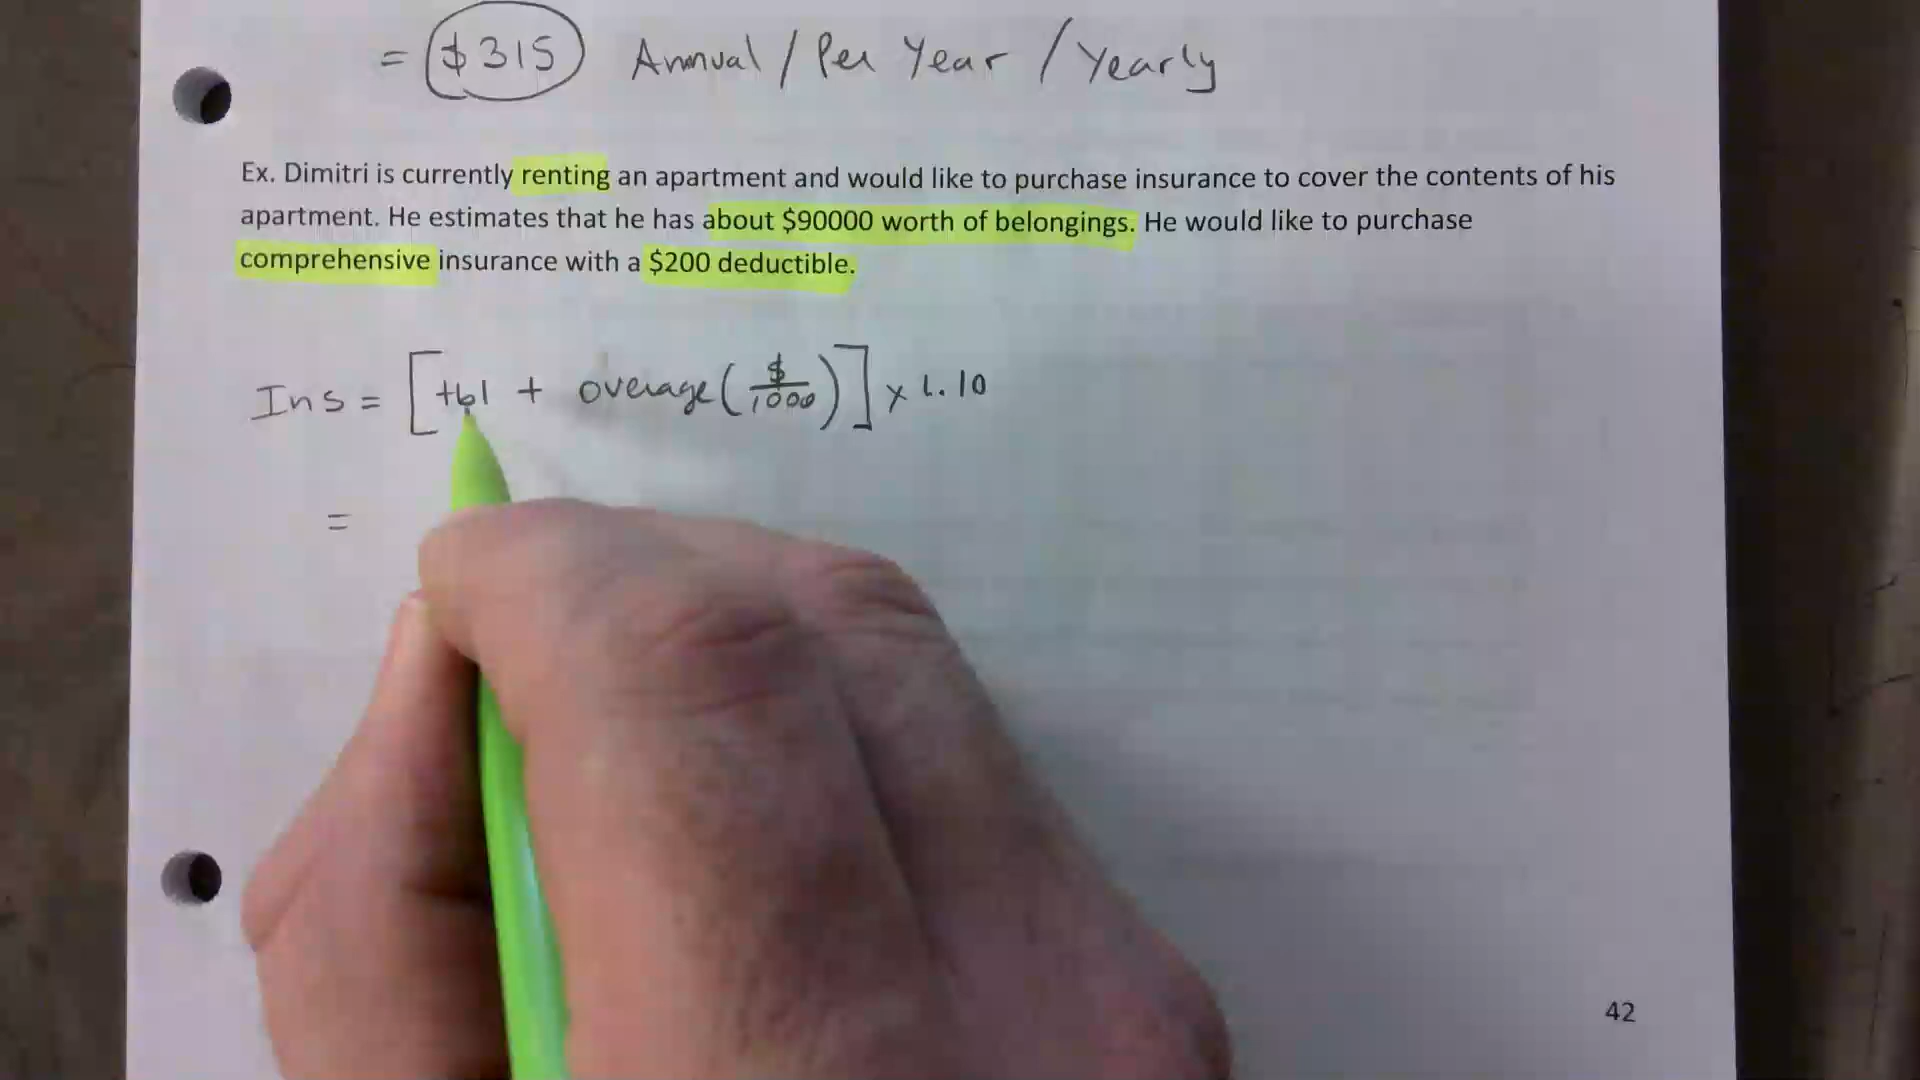 = $315 Annual / Per Year / Yearly
Ex. Dimitri is currently renting an apartment and would like to purchase insurance to cover the contents of his
apartment. He estimates that he has about $90000 worth of belongings. He would like to purchase
comprehensive insurance with a $200 deductible.
Ins = [tbl + overage($/1000)] x 1.10
=
42